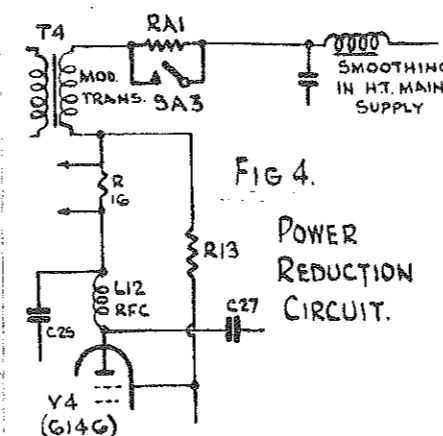 T4
RA1
MOD.
TRANS.
SA3
SMOOTHING
IN H.T. MAIN
SUPPLY
FIG 4.
R
16
R13
POWER
REDUCTION
CIRCUIT.
L12
RFC
C25
C27
V4
(6146)